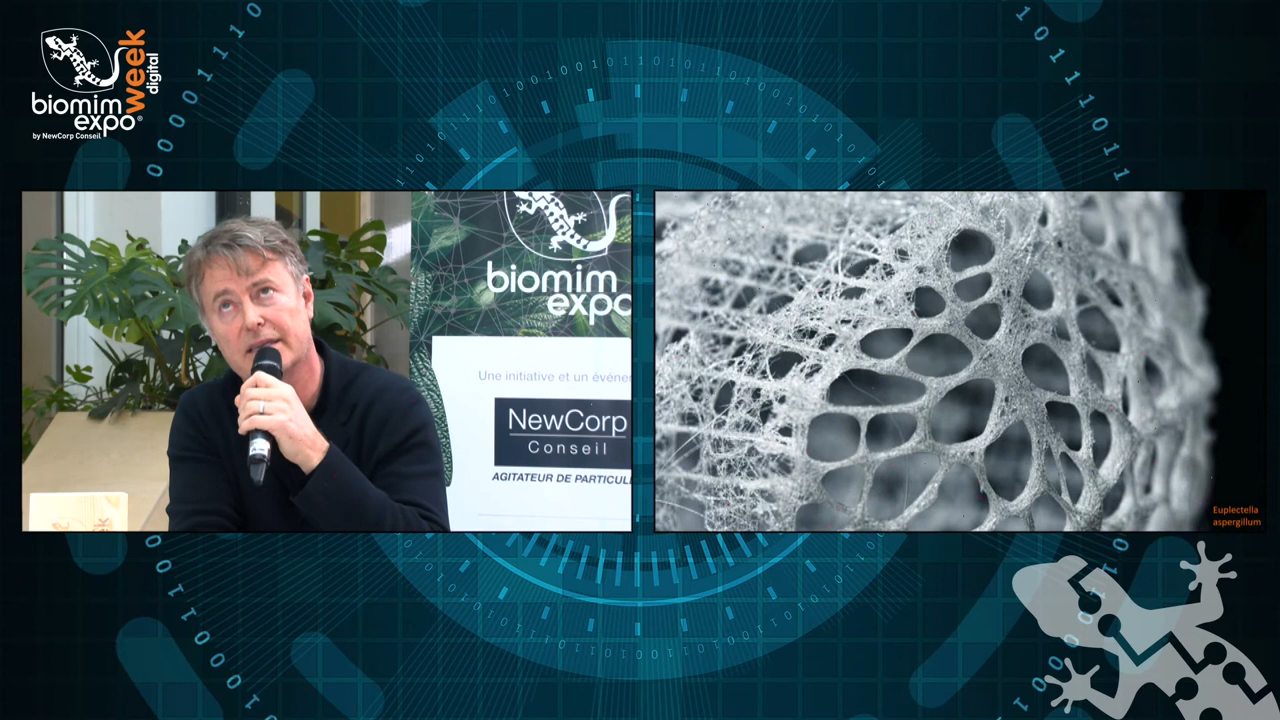 biomim
expo®
week
digital
by NewCorp Conseil
biomim
expo
Une initiative et un événe
NewCorp
Conseil
AGITATEUR DE PARTICUL
Euplectella
aspergillum